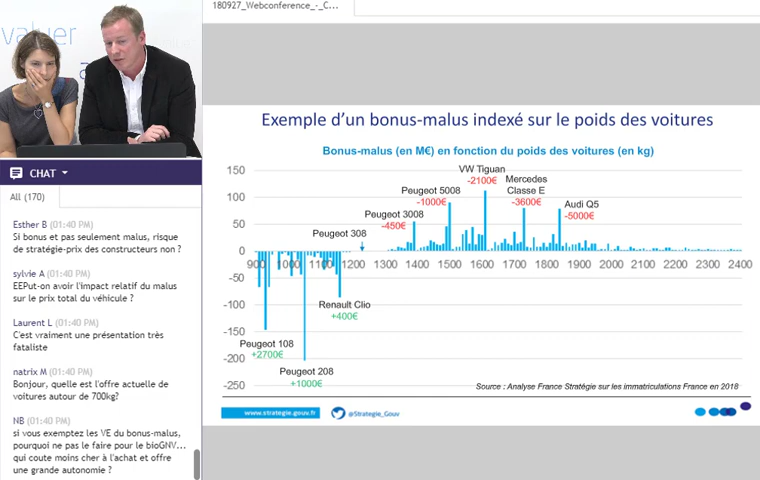 180927_Webconference_-_C...
valuer
CHAT
All (170)
Esther B (01:40 PM)
Si bonus et pas seulement malus, risque
de stratégie-prix des constructeurs non ?
sylvie A (01:40 PM)
EEPut-on avoir l'impact relatif du malus
sur le prix total du véhicule ?
Laurent L (01:40 PM)
C'est vraiment une présentation très
fataliste
natrix M (01:40 PM)
Bonjour, quelle est l'offre actuelle de
voitures autour de 700kg?
NB (01:40 PM)
si vous exemptez les VE du bonus-malus,
pourquoi ne pas le faire pour le bioGNV...
qui coute moins cher à l'achat et offre
une grande autonomie ?
Exemple d'un bonus-malus indexé sur le poids des voitures
Bonus-malus (en M€) en fonction du poids des voitures (en kg)
150
100
50
0
-50
-100
-150
-200
-250
900 1000 1100 1200 1300 1400 1500 1600 1700 1800 1900 2000 2100 2200 2300 2400
Peugeot 108
+2700€
Peugeot 208
+1000€
Renault Clio
+400€
Peugeot 308
Peugeot 3008
-450€
Peugeot 5008
-1000€
VW Tiguan
-2100€
Mercedes
Classe E
-3600€
Audi Q5
-5000€
Source : Analyse France Stratégie sur les immatriculations France en 2018
www.strategie.gouv.fr
@Strategie_Gouv